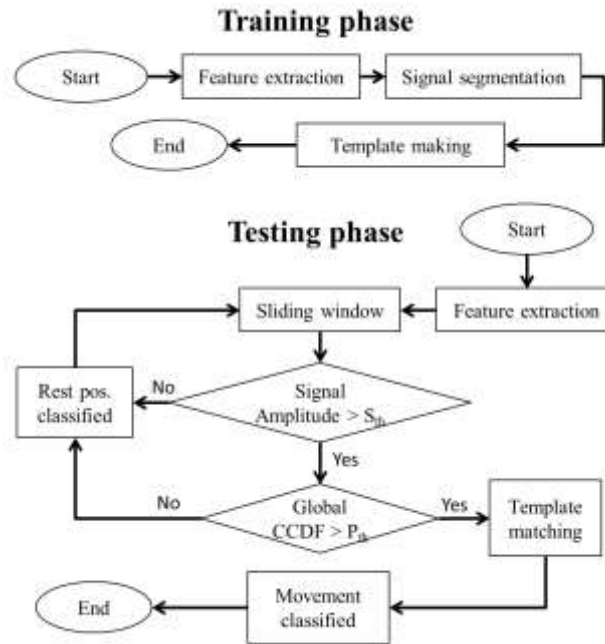 Training phase
Start
Feature extraction
Signal segmentation
End
Template making
Testing phase
Start
Sliding window
Feature extraction
Rest pos.
classified
No
Signal
Amplitude > Sth
Yes
No
Global
CCDF > Pth
Yes
Template
matching
End
Movement
classified